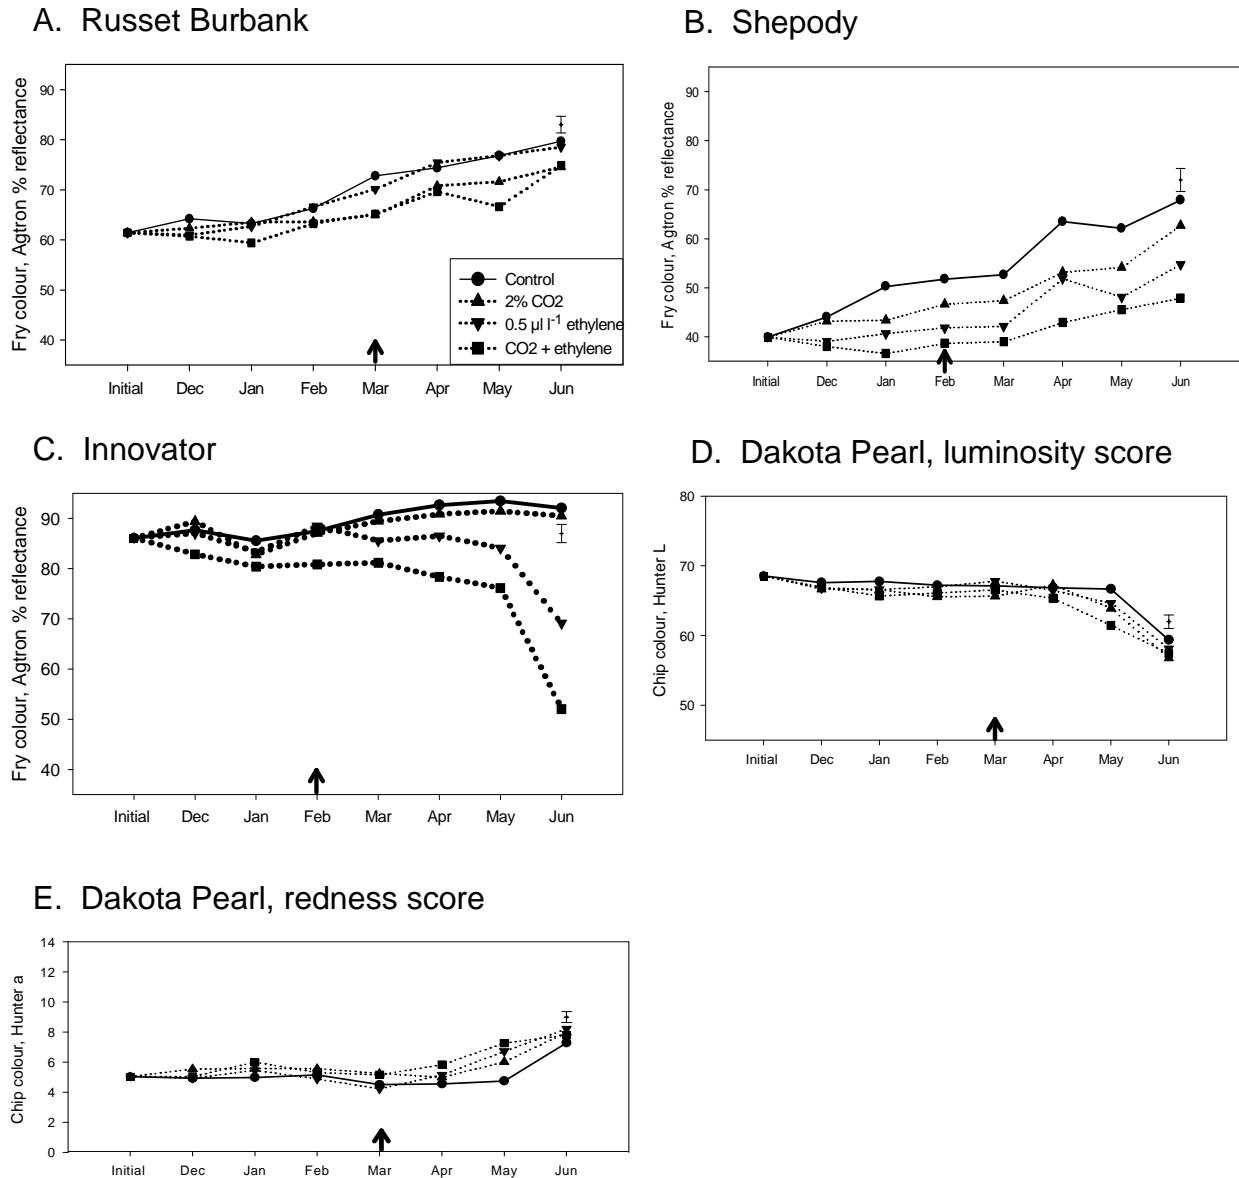 A. Russet Burbank
Fry colour, Agtron % reflectance
90
80
70
60
50
40
Control
2% CO2
0.5 µl l⁻¹ ethylene
CO2 + ethylene
Initial Dec Jan Feb Mar Apr May Jun
B. Shepody
Fry colour, Agtron % reflectance
90
80
70
60
50
40
Initial Dec Jan Feb Mar Apr May Jun
C. Innovator
Fry colour, Agtron % reflectance
90
80
70
60
50
40
Initial Dec Jan Feb Mar Apr May Jun
D. Dakota Pearl, luminosity score
Chip colour, Hunter L
80
70
60
50
Initial Dec Jan Feb Mar Apr May Jun
E. Dakota Pearl, redness score
Chip colour, Hunter a
14
12
10
8
6
4
2
0
Initial Dec Jan Feb Mar Apr May Jun